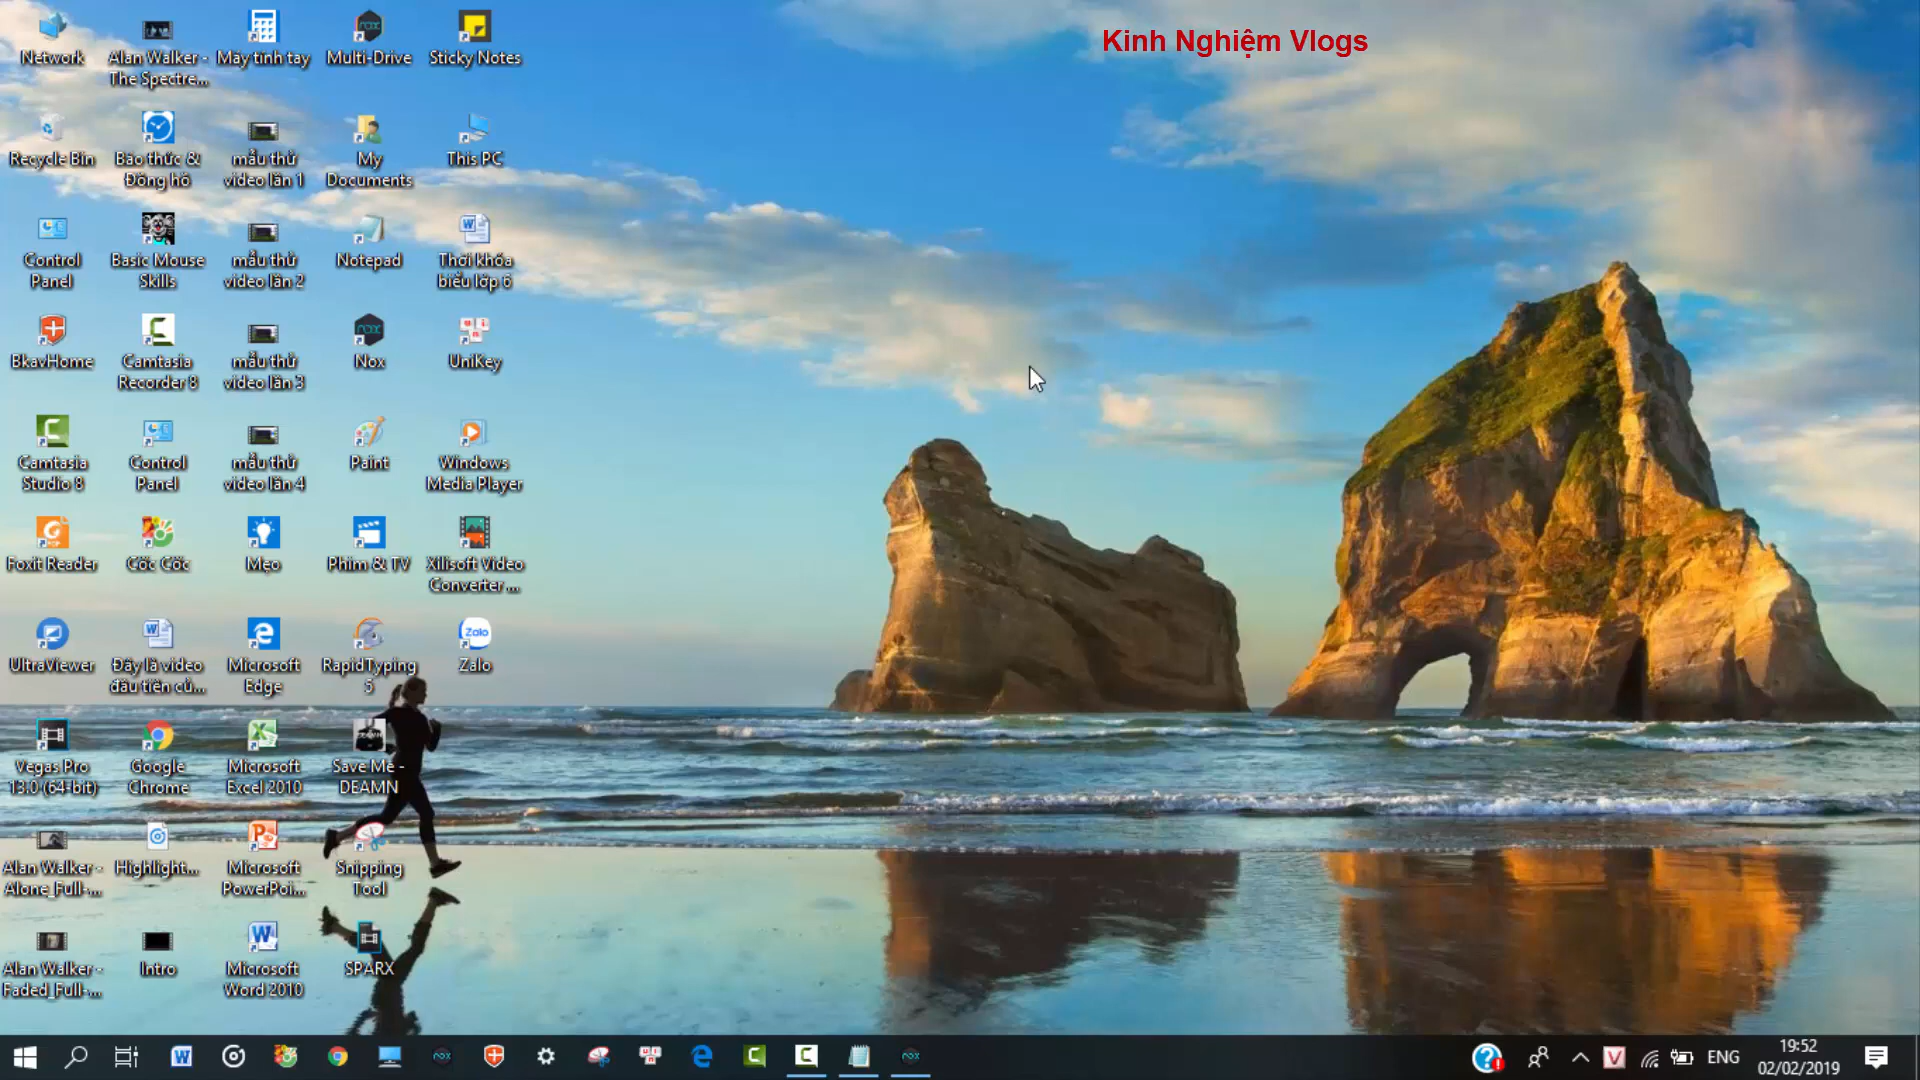 Kinh Nghiệm Vlogs
Network
Alan Walker -
The Spectre...
Máy tính tay
Multi-Drive
Sticky Notes
Recycle Bin
Báo thức &
Đồng hồ
mẫu thử
video lần 1
My
Documents
This PC
Control
Panel
Basic Mouse
Skills
mẫu thử
video lần 2
Notepad
Thời khóa
biểu lớp 6
BkavHome
Camtasia
Recorder 8
mẫu thử
video lần 3
Nox
UniKey
Camtasia
Studio 8
Control
Panel
mẫu thử
video lần 4
Paint
Windows
Media Player
Foxit Reader
Cốc Cốc
Mẹo
Phim & TV
Xilisoft Video
Converter ...
UltraViewer
Đây là video
đầu tiên củ...
Microsoft
Edge
RapidTyping
5
Zalo
Vegas Pro
13.0 (64-bit)
Google
Chrome
Microsoft
Excel 2010
Save Me -
DEAMN
Alan Walker -
Alone_Full-...
Highlight...
Microsoft
PowerPoi...
Snipping
Tool
Alan Walker -
Faded_Full-...
Intro
Microsoft
Word 2010
SPARX
ENG
19:52
02/02/2019